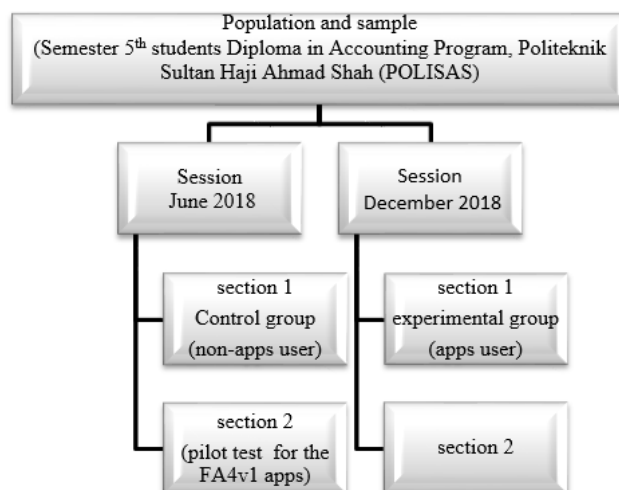 Population and sample
(Semester 5th students Diploma in Accounting Program, Politeknik
Sultan Haji Ahmad Shah (POLISAS)
Session
June 2018
Session
December 2018
section 1
Control group
(non-apps user)
section 1
experimental group
(apps user)
section 2
(pilot test for the
FA4v1 apps)
section 2